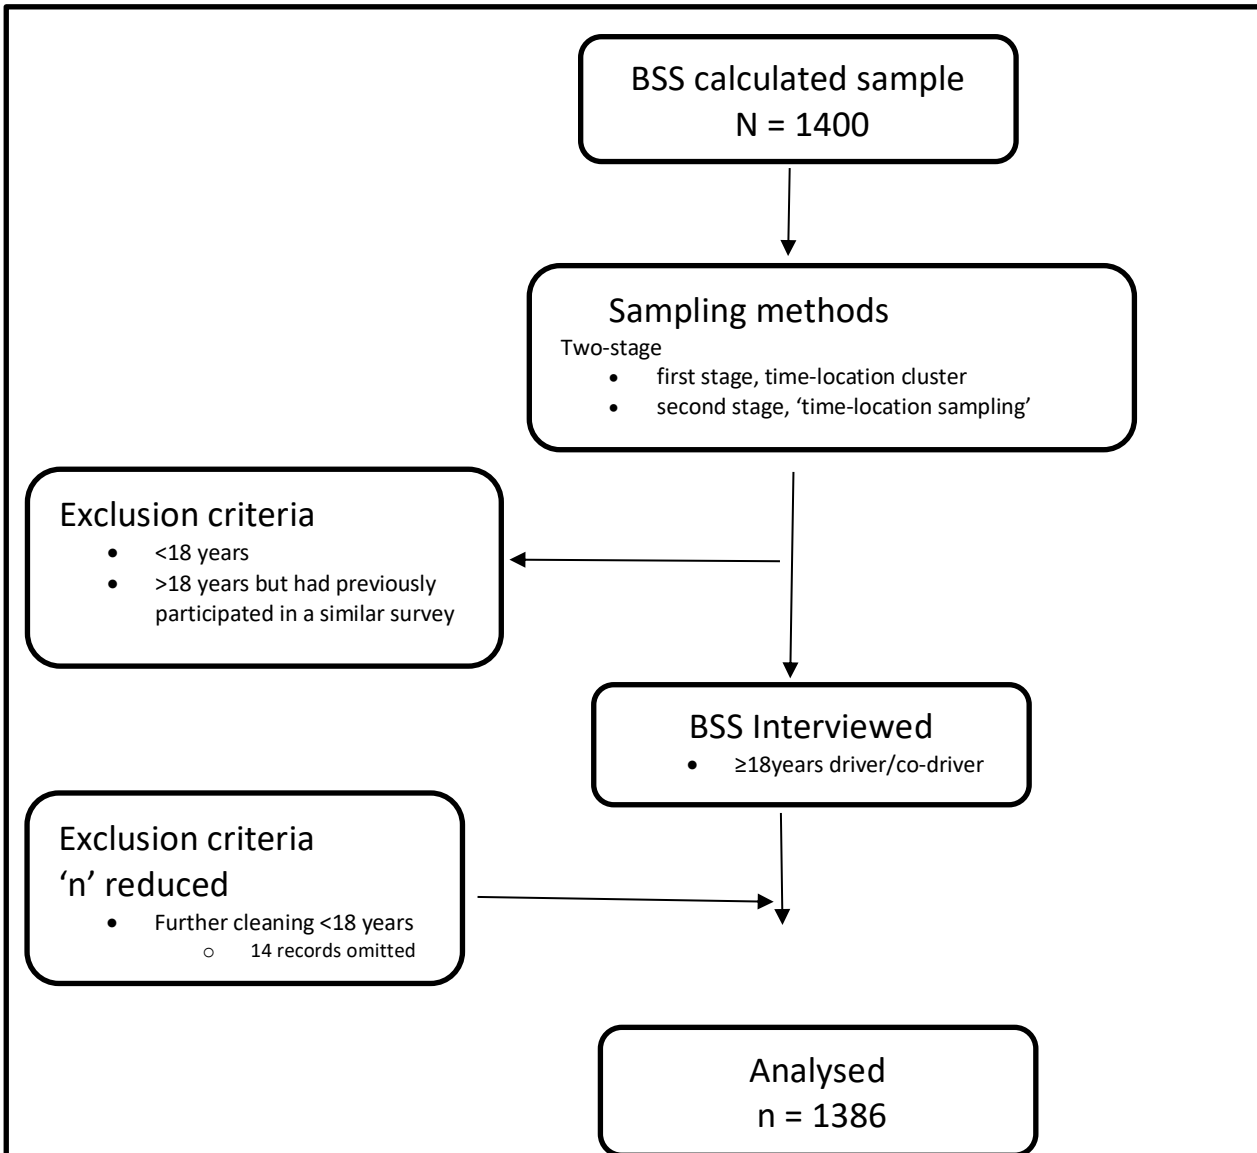 BSS calculated sample
N = 1400
Sampling methods
Two-stage
• first stage, time-location cluster
• second stage, ‘time-location sampling’
Exclusion criteria
• <18 years
• >18 years but had previously
participated in a similar survey
BSS Interviewed
• ≥18years driver/co-driver
Exclusion criteria
‘n’ reduced
• Further cleaning <18 years
○ 14 records omitted
Analysed
n = 1386